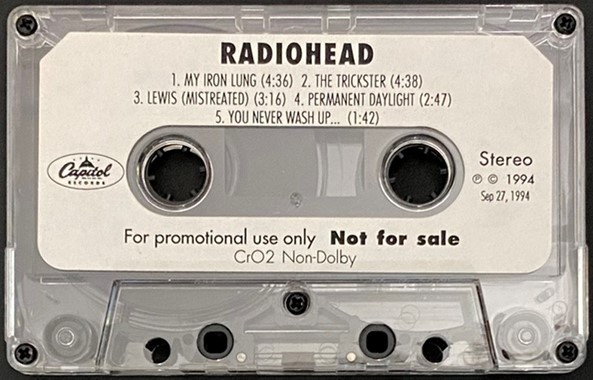 RADIOHEAD
1. MY IRON LUNG (4:36) 2. THE TRICKSTER (4:38)
3. LEWIS (MISTREATED) (3:16) 4. PERMANENT DAYLIGHT (2:47)
5. YOU NEVER WASH UP... (1:42)
Capitol
RECORDS
Stereo
℗ © 1994
Sep 27, 1994
For promotional use only Not for sale
CrO2 Non-Dolby